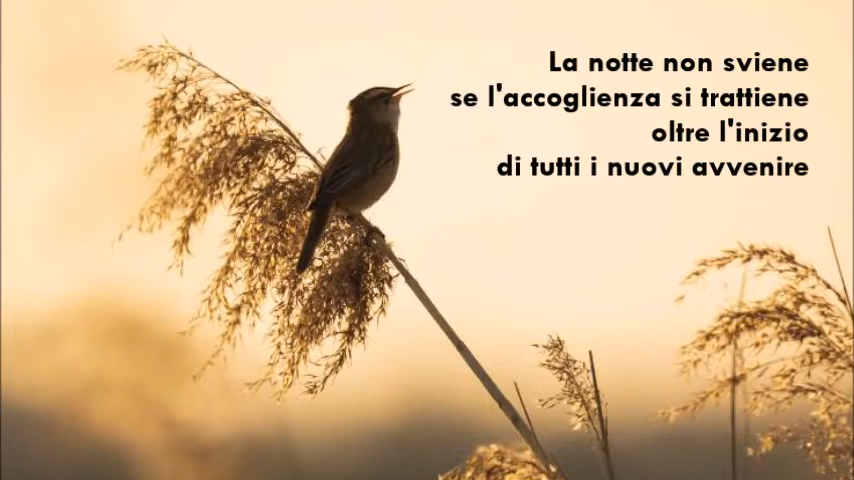 La notte non sviene
se l'accoglienza si trattiene
oltre l'inizio
di tutti i nuovi avvenire